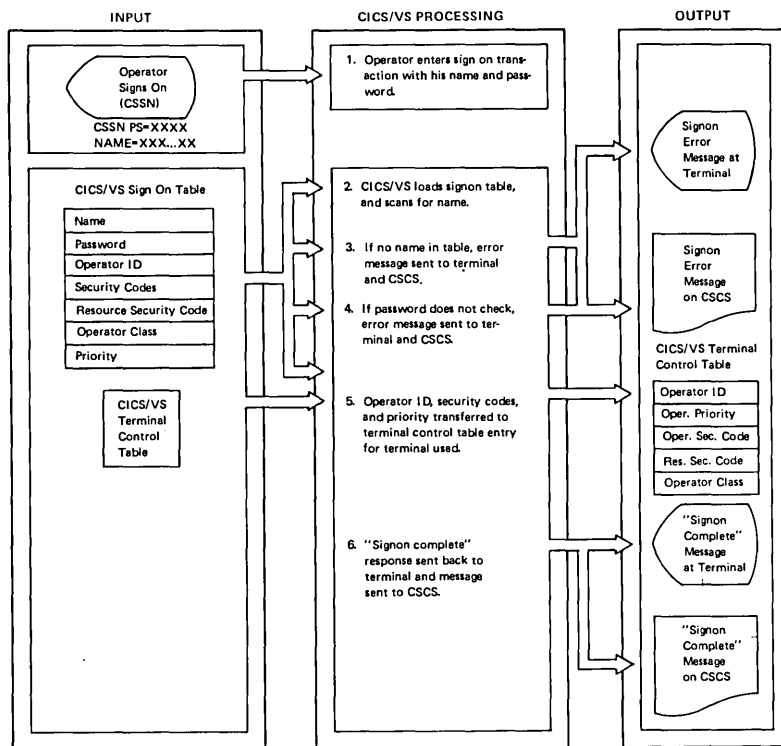 INPUT
CICS/VS PROCESSING
OUTPUT
Operator
Signs On
(CSSN)
CSSN PS=XXXX
NAME=XXX...XX
CICS/VS Sign On Table
Name
Password
Operator ID
Security Codes
Resource Security Code
Operator Class
Priority
CICS/VS
Terminal
Control
Table
1. Operator enters sign on trans-
action with his name and pass-
word.
2. CICS/VS loads signon table,
and scans for name.
3. If no name in table, error
message sent to terminal
and CSCS.
4. If password does not check,
error message sent to ter-
minal and CSCS.
5. Operator ID, security codes,
and priority transferred to
terminal control table entry
for terminal used.
6. "Signon complete"
response sent back to
terminal and message
sent to CSCS.
Signon
Error
Message at
Terminal
Signon
Error
Message
on CSCS
CICS/VS Terminal
Control Table
Operator ID
Oper. Priority
Oper. Sec. Code
Res. Sec. Code
Operator Class
"Signon
Complete"
Message
at Terminal
"Signon
Complete"
Message
on CSCS